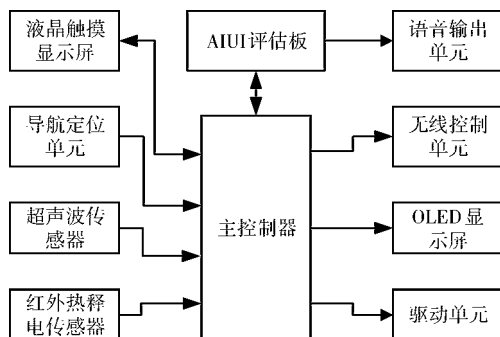 液晶触摸
显示屏
AIUI评估板
语音输出
单元
导航定位
单元
无线控制
单元
主控制器
超声波传
感器
OLED显
示屏
红外热释
电传感器
驱动单元